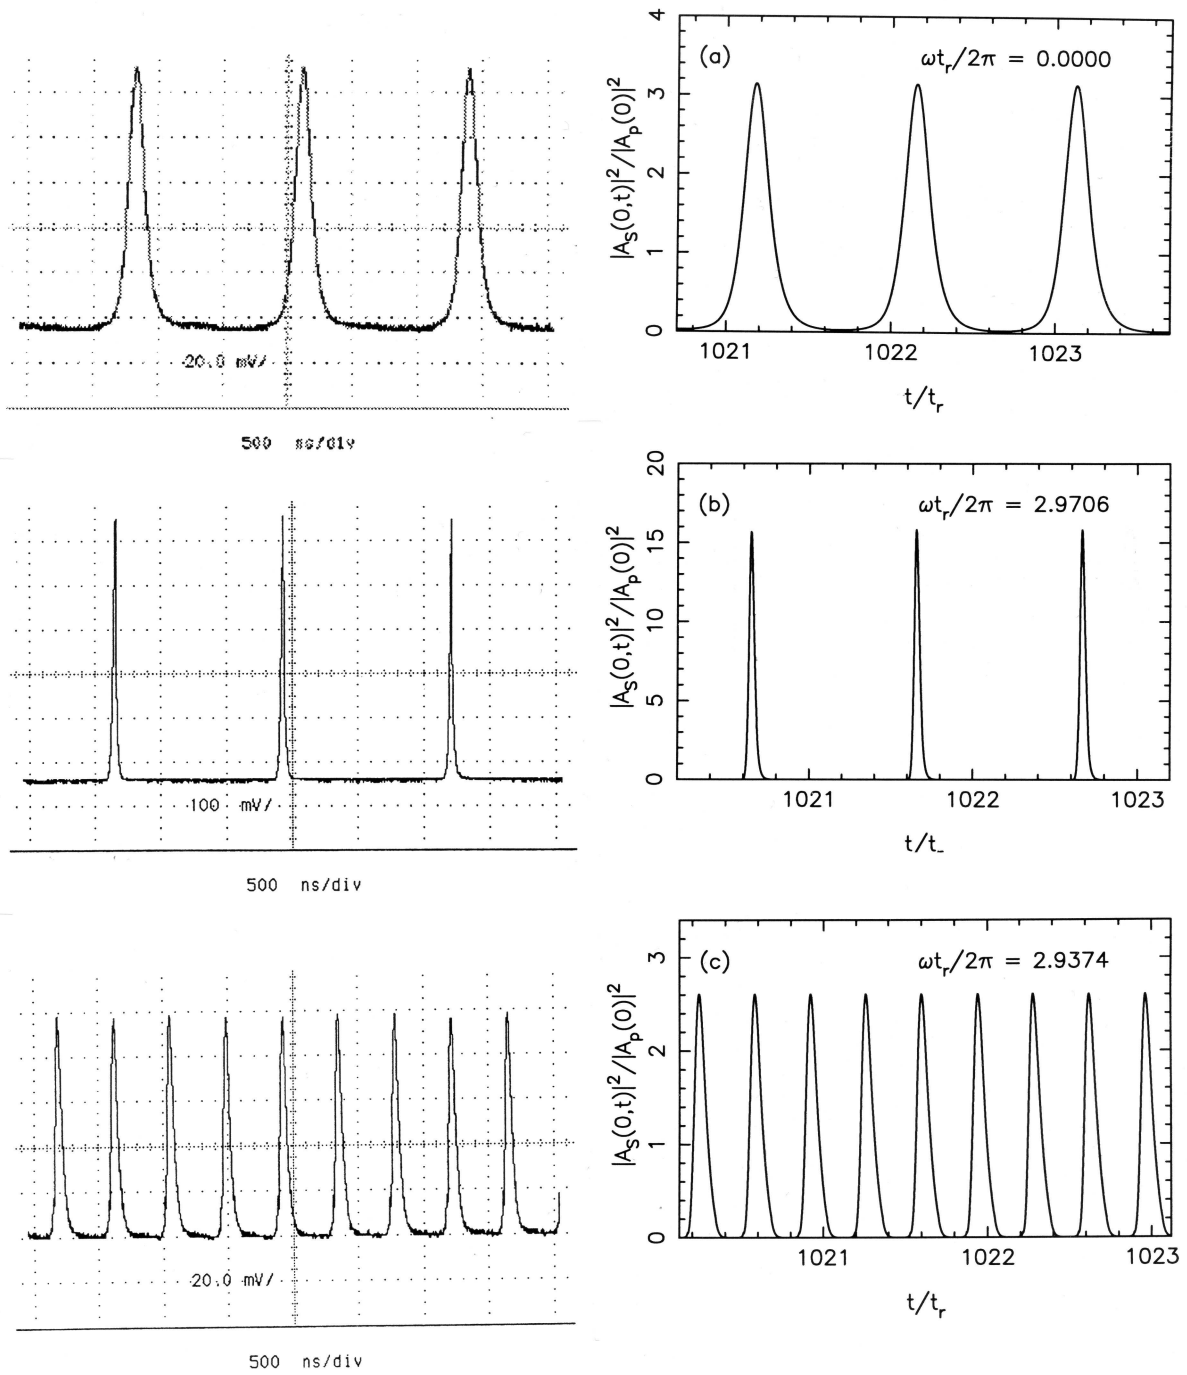 20.0 mV/
500 ns/div
4
3
2
1
0
(a)
ωt_r/2π = 0.0000
|A_S(0,t)|²/|A_p(0)|²
1021 1022 1023
t/t_r
100 mV/
500 ns/div
20
15
10
5
0
(b)
ωt_r/2π = 2.9706
|A_S(0,t)|²/|A_p(0)|²
1021 1022 1023
t/t_
20.0 mV/
500 ns/div
3
2
1
0
(c)
ωt_r/2π = 2.9374
|A_S(0,t)|²/|A_p(0)|²
1021 1022 1023
t/t_r